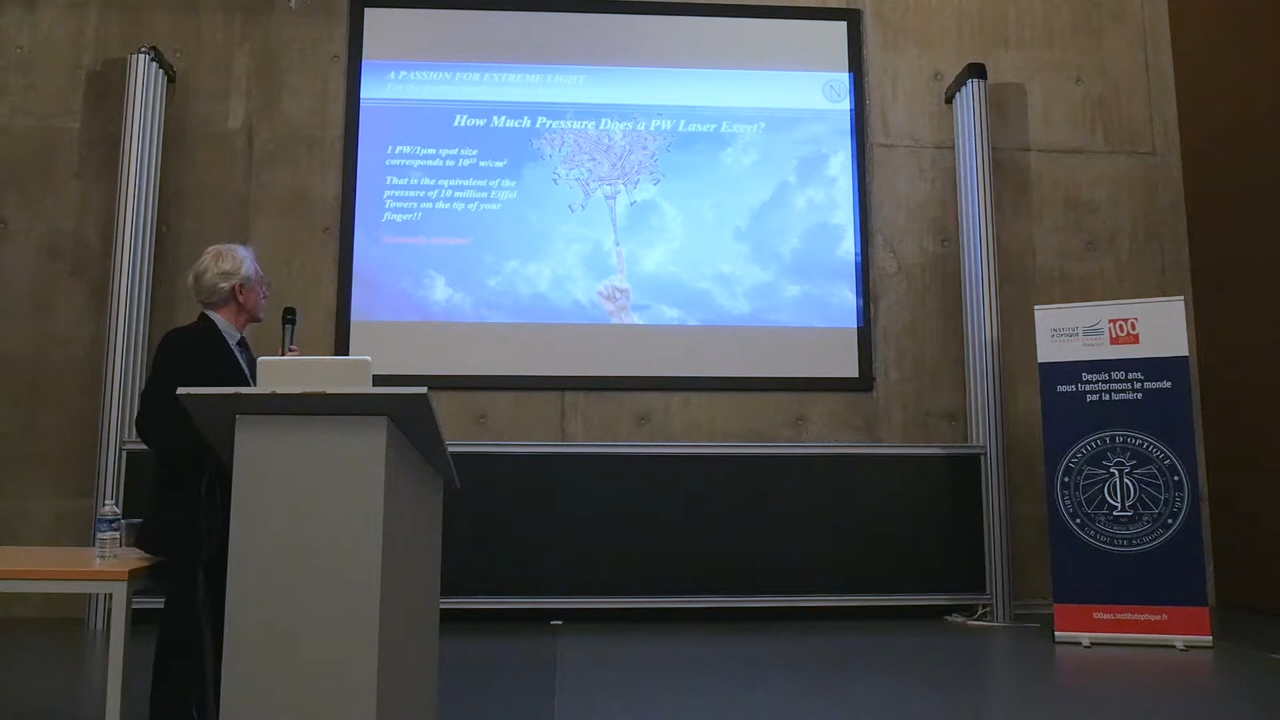 A PASSION FOR EXTREME LIGHT
N
How Much Pressure Does a PW Laser Exert?
1 PW/1µm spot size
corresponds to 10²³ w/cm²
That is the equivalent of the
pressure of 10 million Eiffel
Towers on the tip of your
finger!!
INSTITUT
d'OPTIQUE
100
ans
Depuis 100 ans,
nous transformons le monde
par la lumière
INSTITUT D'OPTIQUE
PARIS
1917
GRADUATE SCHOOL
100ans.institutoptique.fr